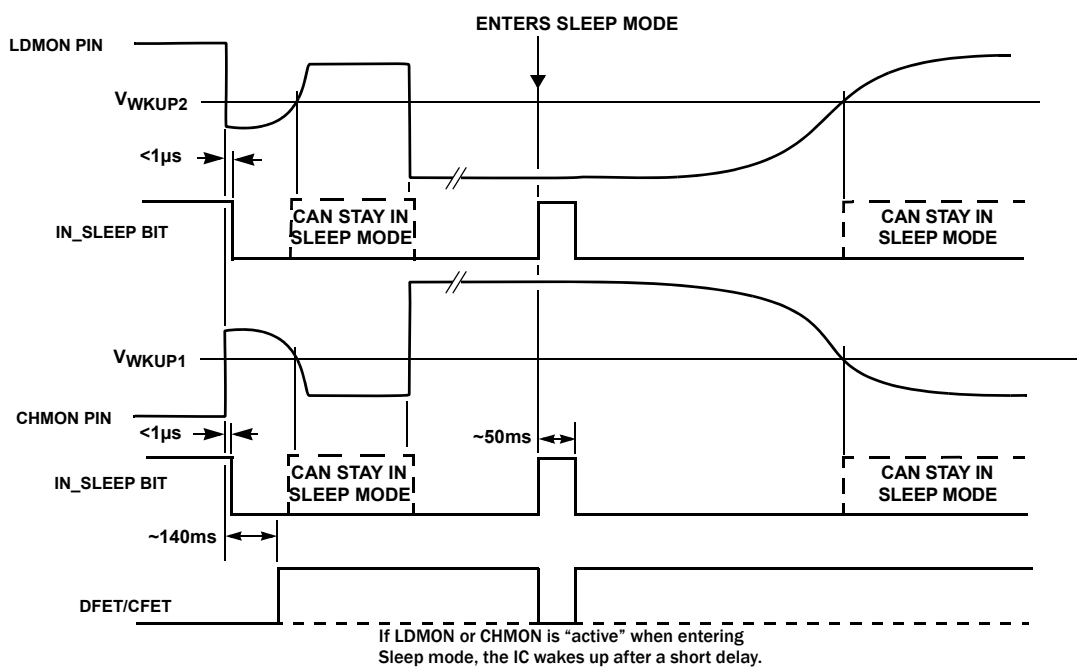 ENTERS SLEEP MODE
LDMON PIN
VWKUP2
<1µs
CAN STAY IN
SLEEP MODE
CAN STAY IN
SLEEP MODE
IN_SLEEP BIT
VWKUP1
CHMON PIN
<1µs
~50ms
CAN STAY IN
SLEEP MODE
CAN STAY IN
SLEEP MODE
IN_SLEEP BIT
~140ms
DFET/CFET
If LDMON or CHMON is “active” when entering
Sleep mode, the IC wakes up after a short delay.